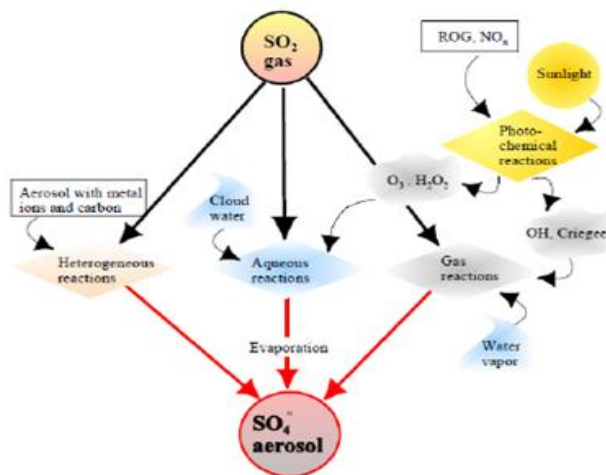 SO2
gas
ROG, NOn
Sunlight
Photo-
chemical
reactions
O3 . H2O2
Aerosol with metal
ions and carbon
Cloud
water
OH, Criegee
Heterogeneous
reactions
Aqueous
reactions
Gas
reactions
Evaporation
Water
vapor
SO4=
aerosol